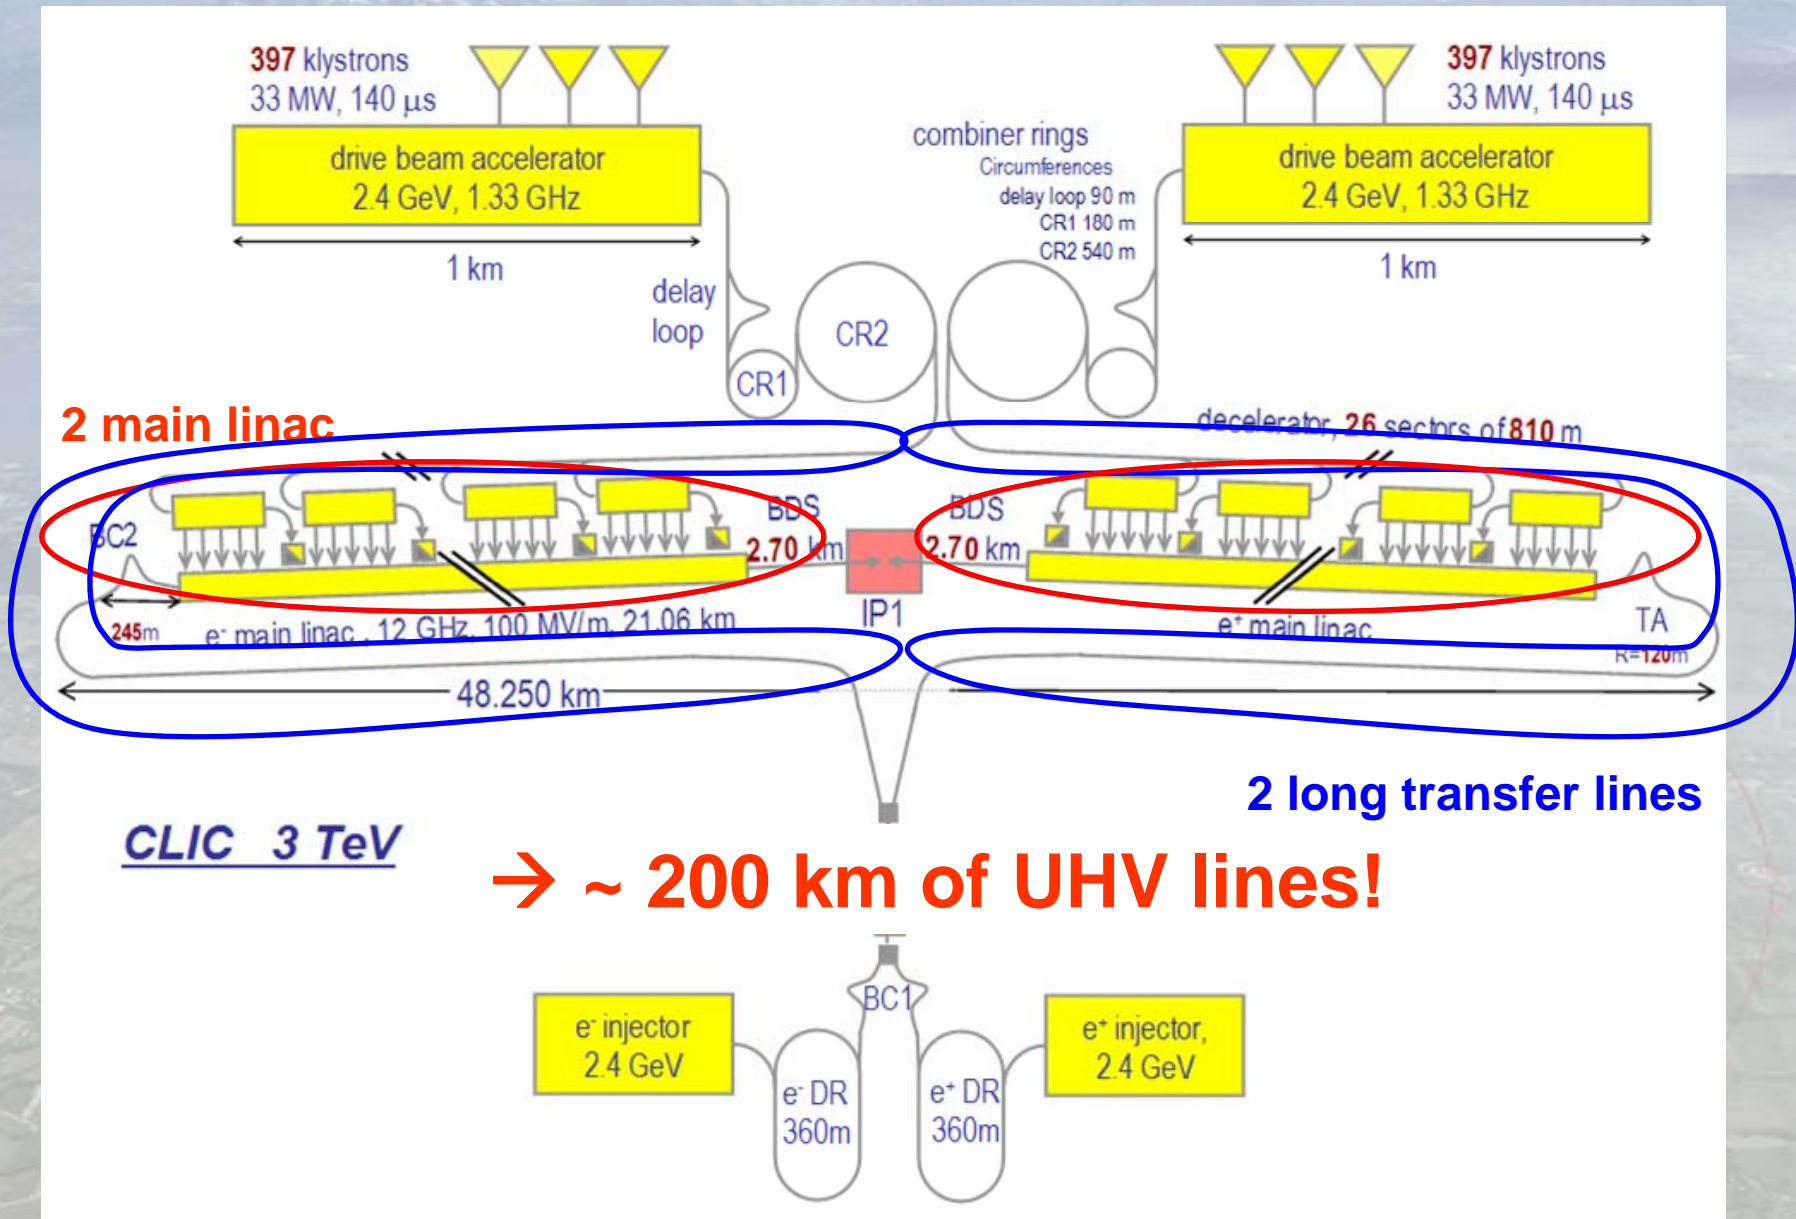 397 klystrons
33 MW, 140 μs
397 klystrons
33 MW, 140 μs
drive beam accelerator
2.4 GeV, 1.33 GHz
drive beam accelerator
2.4 GeV, 1.33 GHz
combiner rings
Circumferences
delay loop 90 m
CR1 180 m
CR2 540 m
1 km
1 km
delay
loop
CR2
CR1
2 main linac
decelerator, 26 sectors of 810 m
BC2
BDS
2.70 km
BDS
2.70 km
IP1
245m
e- main linac , 12 GHz, 100 MV/m, 21.06 km
e+ main linac
TA
R=120m
48.250 km
2 long transfer lines
CLIC 3 TeV
→ ~ 200 km of UHV lines!
BC1
e- injector
2.4 GeV
e+ injector,
2.4 GeV
e- DR
360m
e+ DR
360m